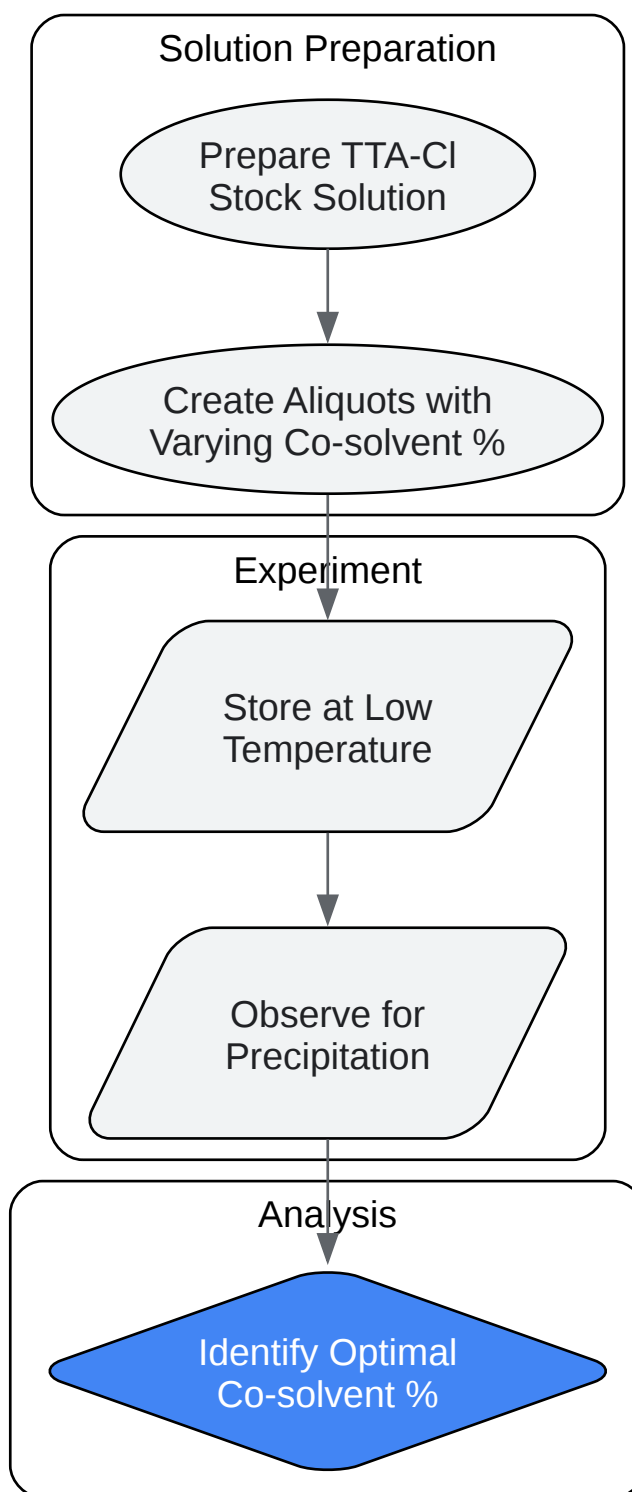 Solution Preparation
Prepare TTA-Cl
Stock Solution
Create Aliquots with
Varying Co-solvent %
Experiment
Store at Low
Temperature
Observe for
Precipitation
Analysis
Identify Optimal
Co-solvent %